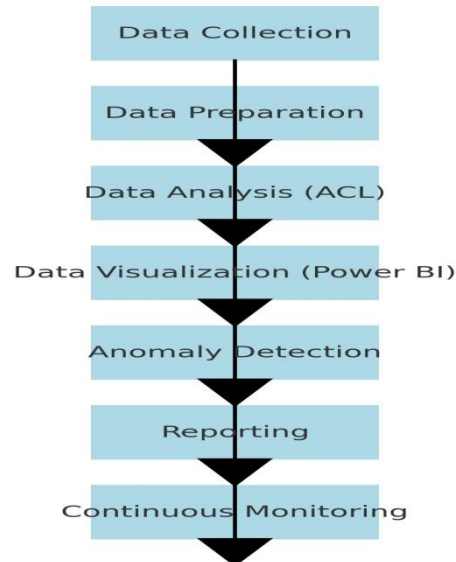 Data Collection
Data Preparation
Data Analysis (ACL)
Data Visualization (Power BI)
Anomaly Detection
Reporting
Continuous Monitoring